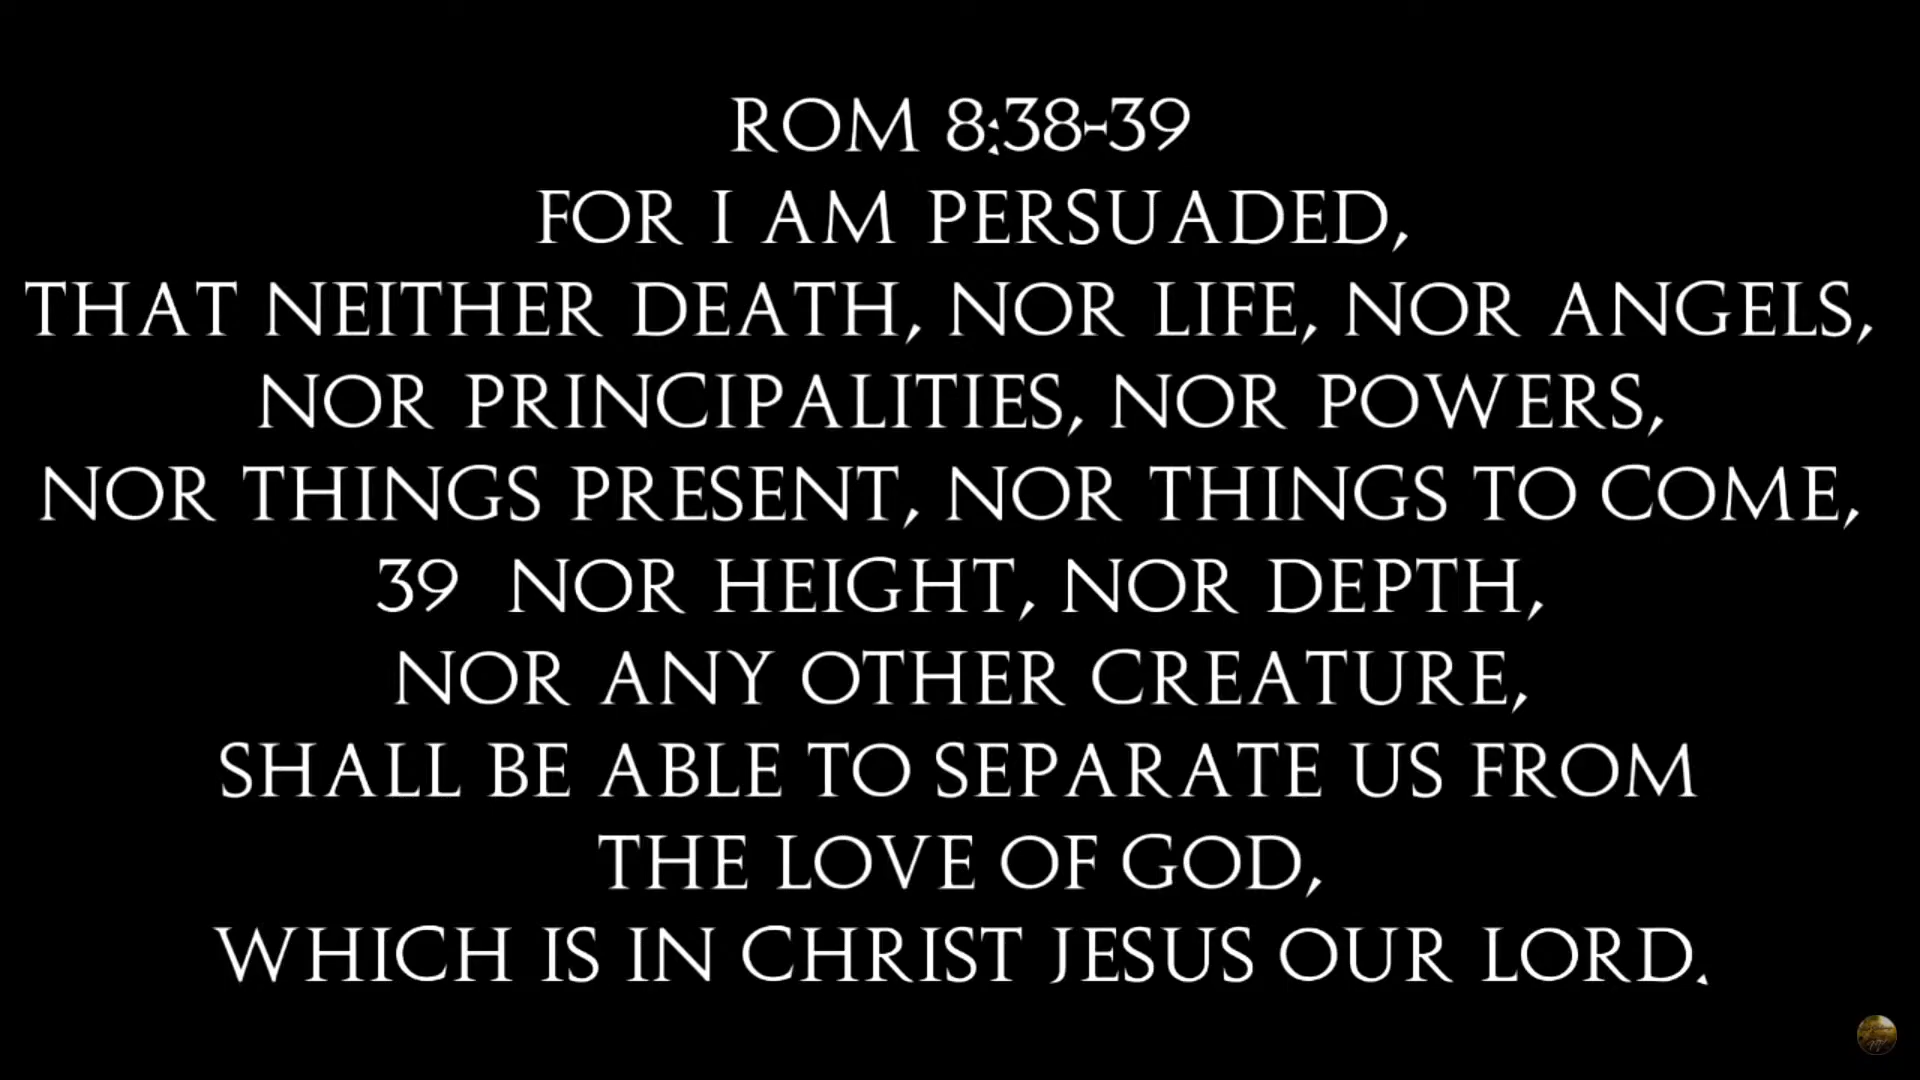 ROM 8:38-39
FOR I AM PERSUADED,
THAT NEITHER DEATH, NOR LIFE, NOR ANGELS,
NOR PRINCIPALITIES, NOR POWERS,
NOR THINGS PRESENT, NOR THINGS TO COME,
39 NOR HEIGHT, NOR DEPTH,
NOR ANY OTHER CREATURE,
SHALL BE ABLE TO SEPARATE US FROM
THE LOVE OF GOD,
WHICH IS IN CHRIST JESUS OUR LORD.